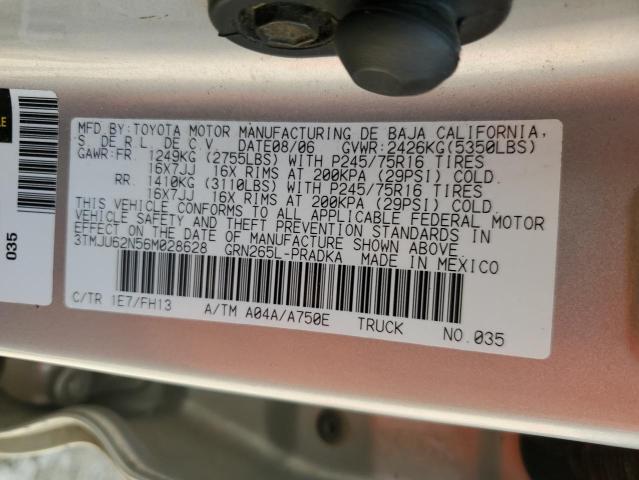 LE
035
MFD.BY:TOYOTA MOTOR MANUFACTURING DE BAJA CALIFORNIA,
S. DE R.L. DE C.V. DATE08/06 GVWR:2426KG(5350LBS)
GAWR:FR. 1249KG (2755LBS) WITH P245/75R16 TIRES
16X7JJ 16X RIMS AT 200KPA (29PSI) COLD.
RR. 1410KG (3110LBS) WITH P245/75R16 TIRES
16X7JJ 16X RIMS AT 200KPA (29PSI) COLD.
THIS VEHICLE CONFORMS TO ALL APPLICABLE FEDERAL MOTOR
VEHICLE SAFETY AND THEFT PREVENTION STANDARDS IN
EFFECT ON THE DATE OF MANUFACTURE SHOWN ABOVE.
3TMJU62N56M028628 GRN265L-PRADKA MADE IN MEXICO
C/TR 1E7/FH13 A/TM A04A/A750E TRUCK NO.035